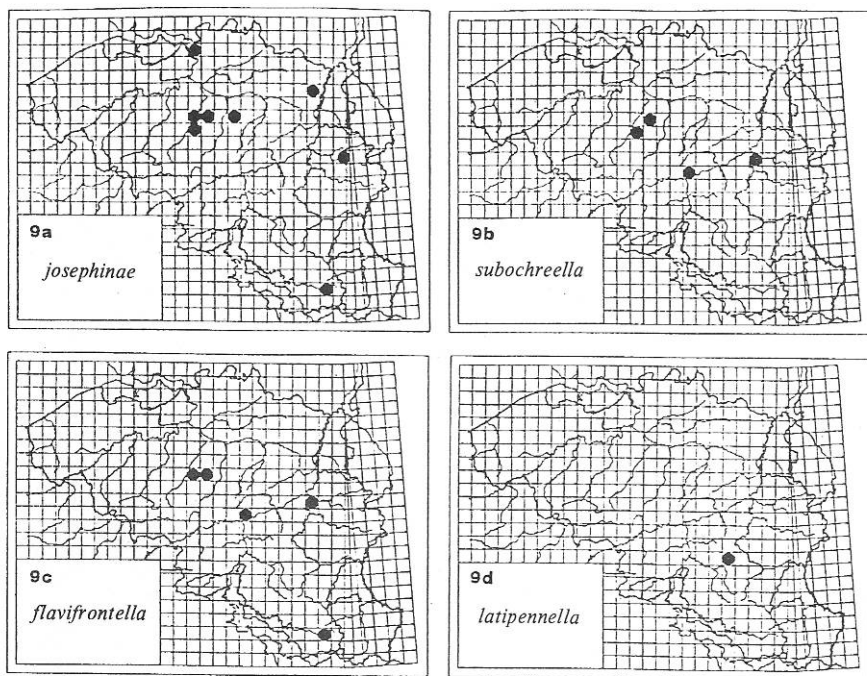 9a
josephinae
9b
subochreella
9c
flavifrontella
9d
latipennella